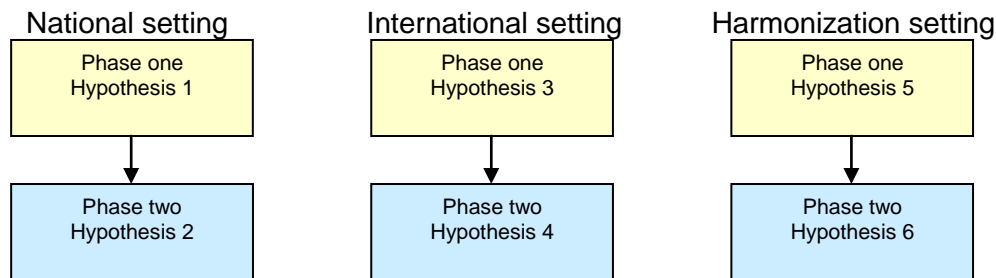 National setting
International setting
Harmonization setting
Phase one
Hypothesis 1
Phase one
Hypothesis 3
Phase one
Hypothesis 5
Phase two
Hypothesis 2
Phase two
Hypothesis 4
Phase two
Hypothesis 6